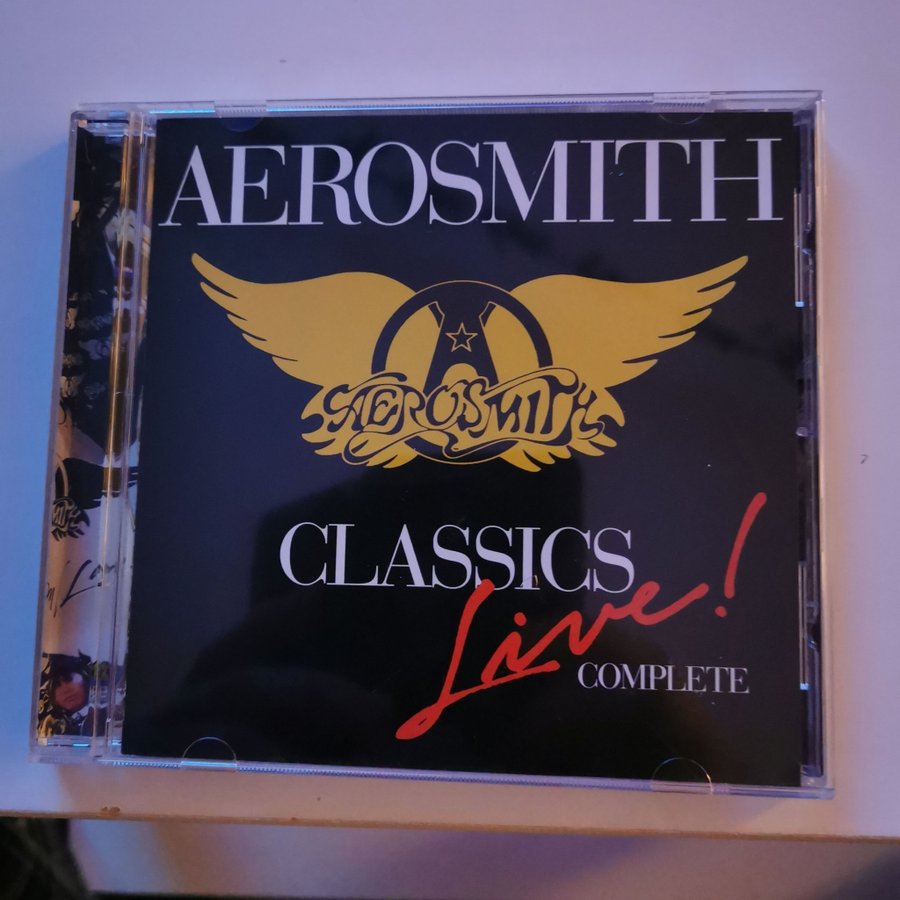 AEROSMITH
AEROSMITH
CLASSICS
Live!
COMPLETE